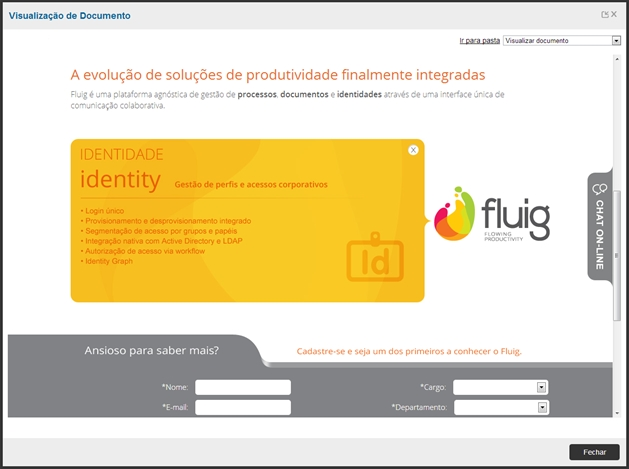 Visualização de Documento
Ir para pasta Visualizar documento
A evolução de soluções de produtividade finalmente integradas
Fluig é uma plataforma agnóstica de gestão de processos, documentos e identidades através de uma interface única de
comunicação colaborativa.
IDENTIDADE
identity Gestão de perfis e acessos corporativos
• Login único
• Provisionamento e desprovisionamento integrado
• Segmentação de acesso por grupos e papéis
• Integração nativa com Active Directory e LDAP
• Autorização de acesso via workflow
• Identity Graph
Id
fluig
FLOWING
PRODUCTIVITY
CHAT ON-LINE
Ansioso para saber mais? Cadastre-se e seja um dos primeiros a conhecer o Fluig.
*Nome: *Cargo:
*E-mail: *Departamento:
Fechar